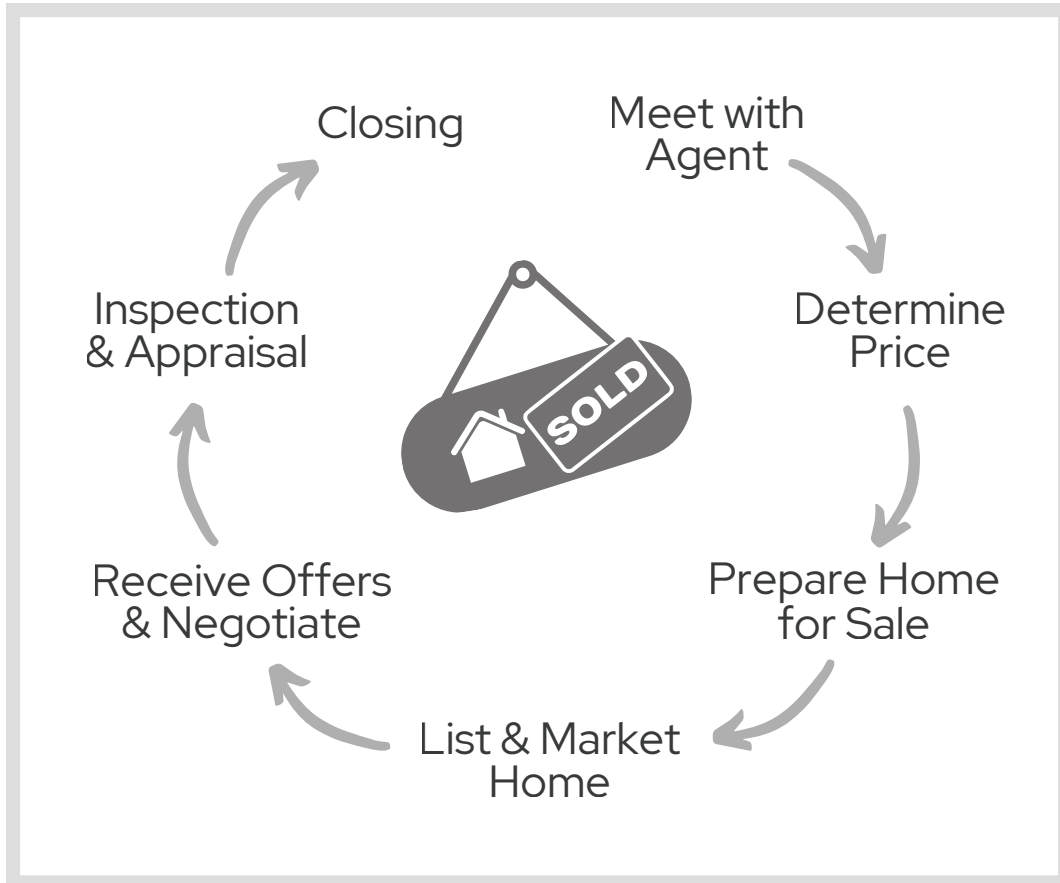 Meet with
Agent
Determine
Price
Prepare Home
for Sale
List & Market
Home
Receive Offers
& Negotiate
Inspection
& Appraisal
Closing
SOLD